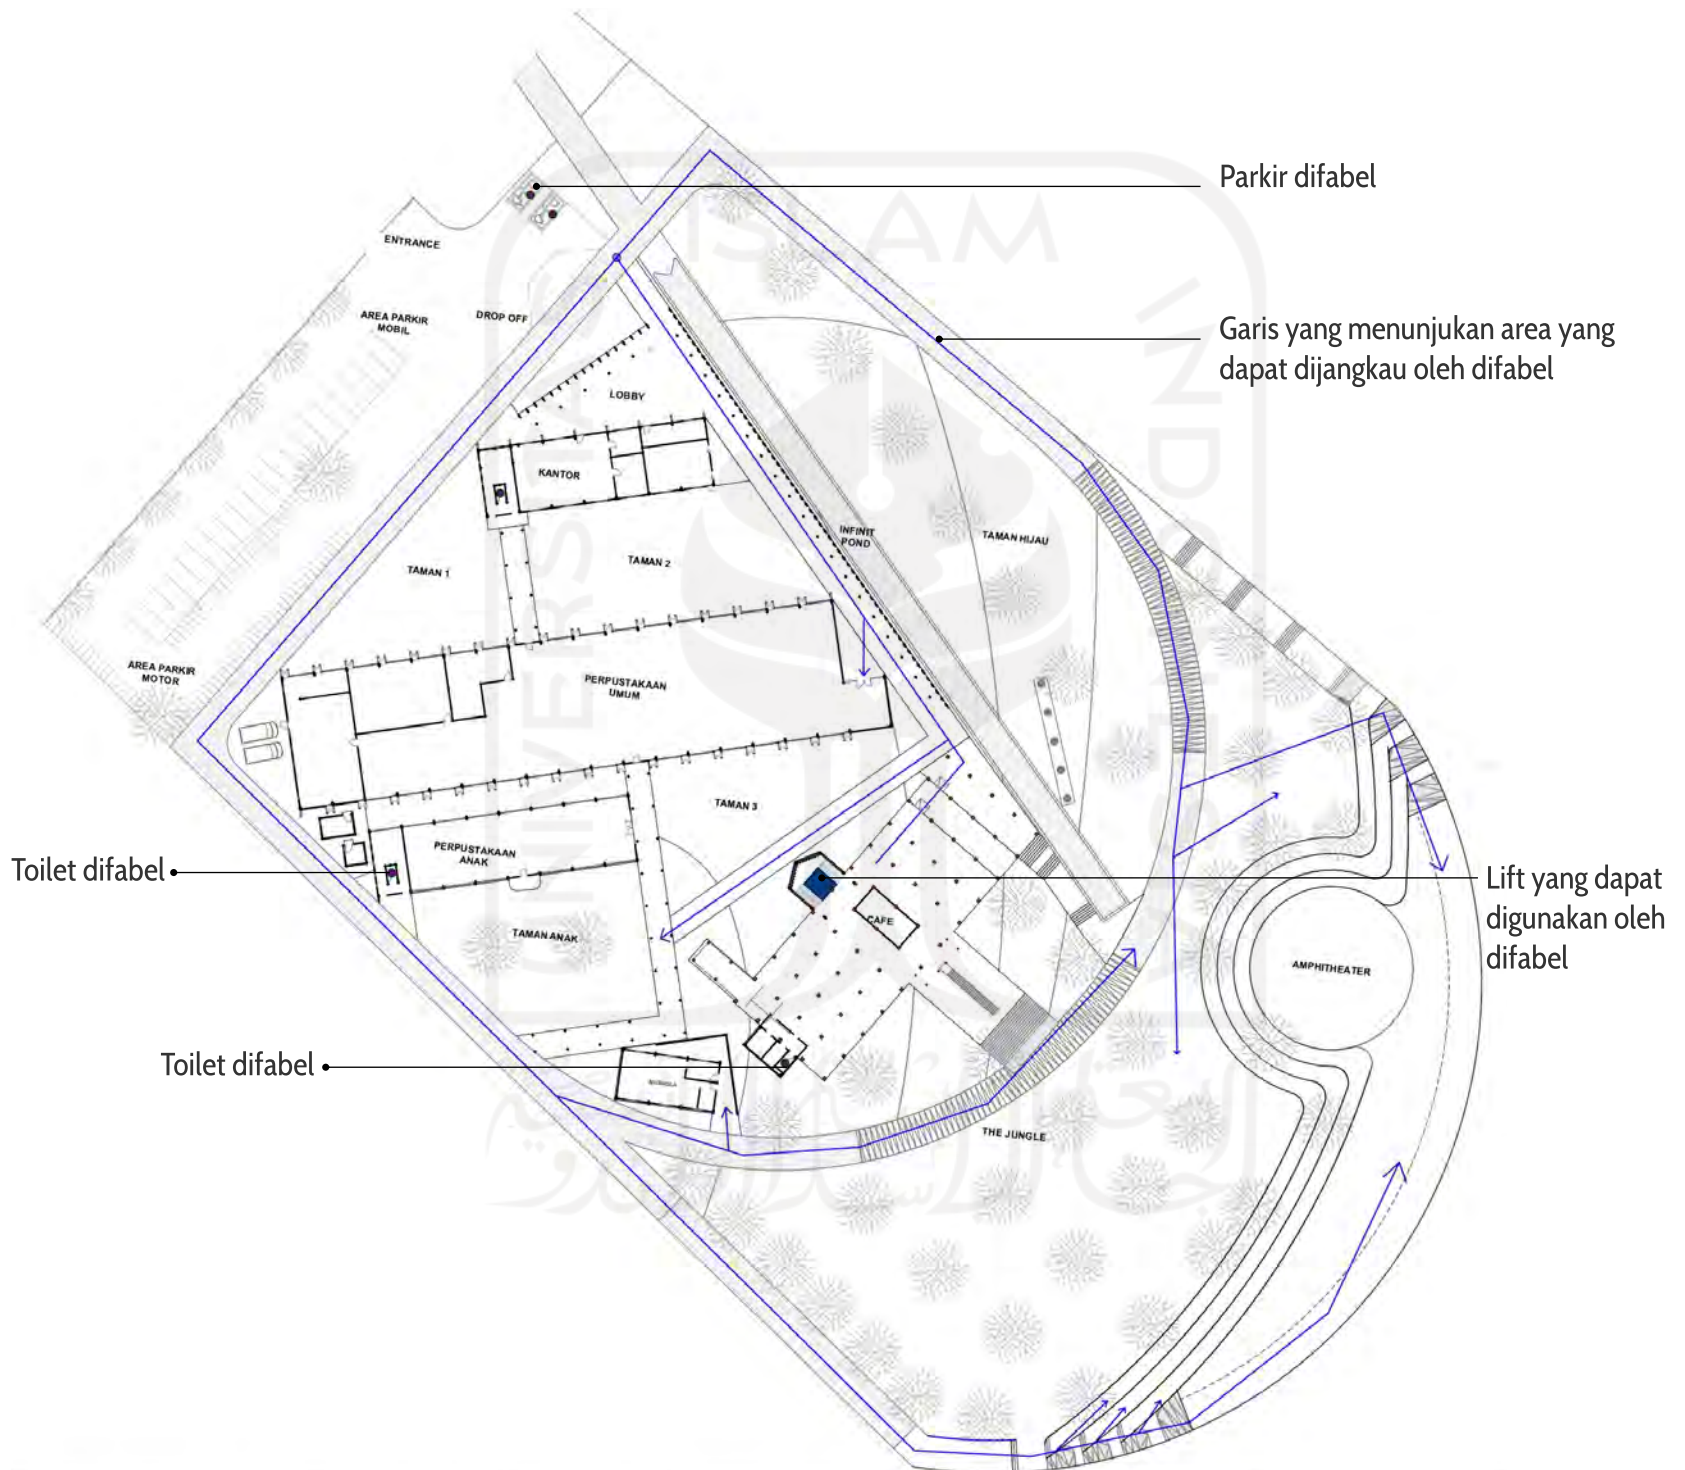 Parkir difabel
ISLAM
ENTRANCE
AREA PARKIR
MOBIL
DROP OFF
Garis yang menunjukan area yang
dapat dijangkau oleh difabel
LOBBY
KANTOR
INFINIT
POND
TAMAN HIJAU
TAMAN 1
TAMAN 2
AREA PARKIR
MOTOR
PERPUSTAKAAN
UMUM
TAMAN 3
PERPUSTAKAAN
ANAK
Toilet difabel
Lift yang dapat
digunakan oleh
difabel
CAFE
TAMAN ANAK
AMPHITHEATER
Toilet difabel
MUSHOLA
THE JUNGLE